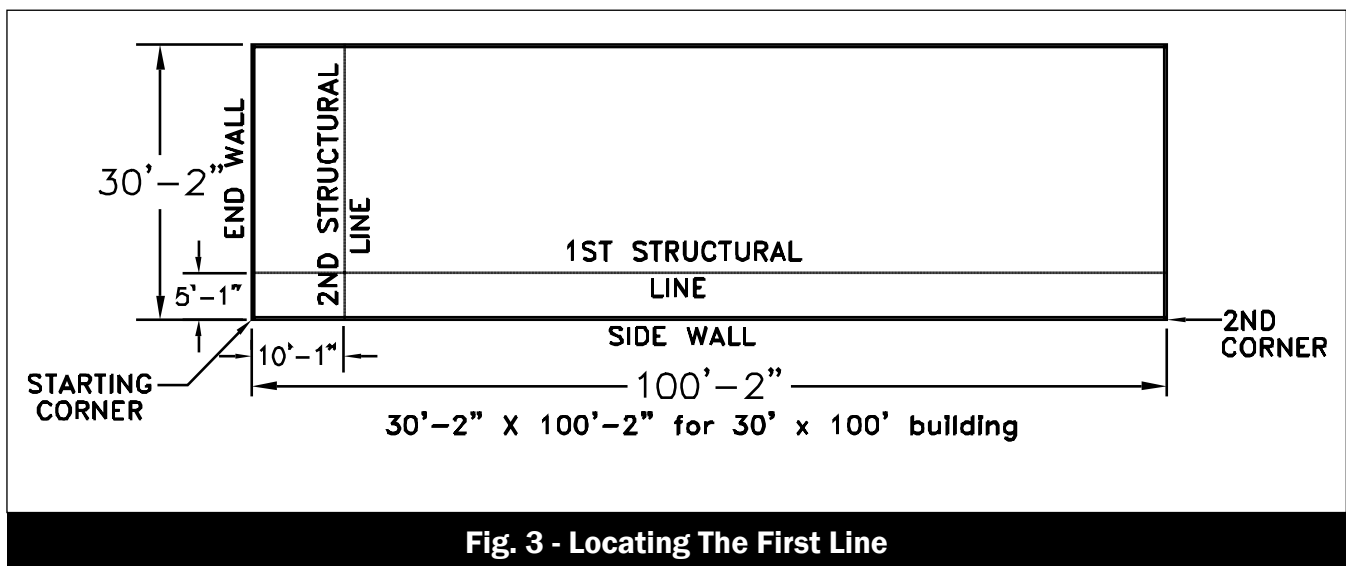 30'-2"
END WALL
2ND STRUCTURAL
LINE
1ST STRUCTURAL
LINE
5'-1"
SIDE WALL
2ND
CORNER
10'-1"
STARTING
CORNER
100'-2"
30'-2" X 100'-2" for 30' x 100' building
Fig. 3 - Locating The First Line